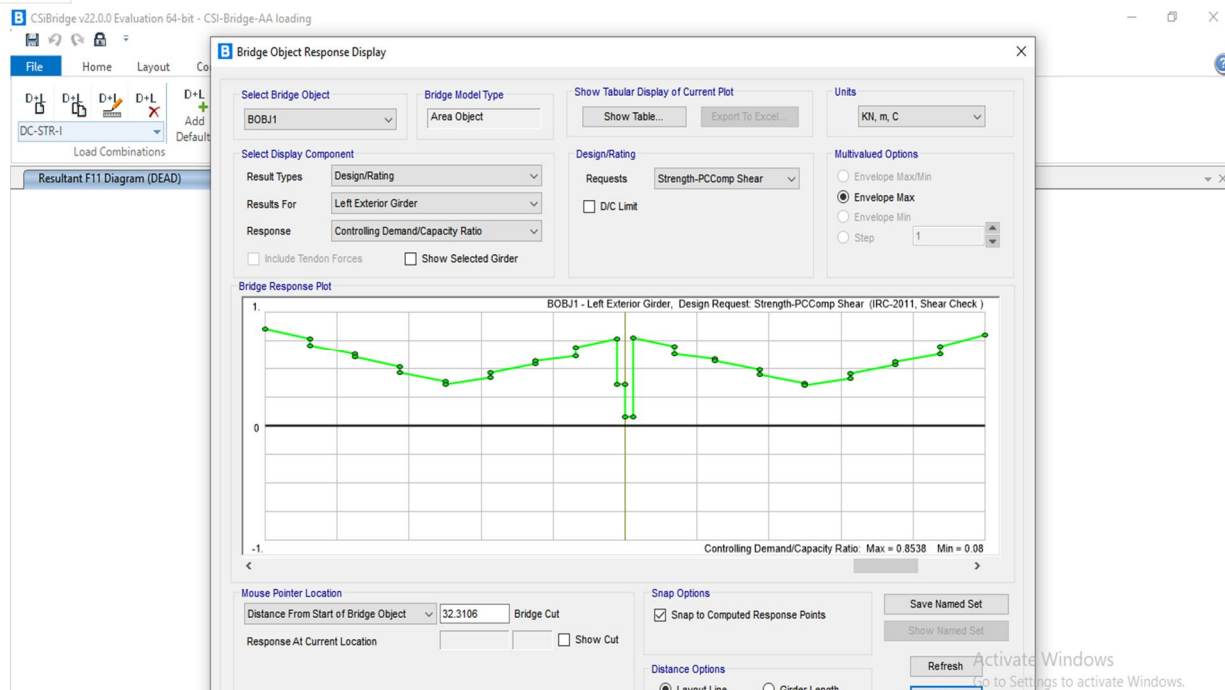 CSiBridge v22.0.0 Evaluation 64-bit - CSI-Bridge-AA loading
Bridge Object Response Display
File Home Layout Co
D+L D+L D+L D+L D+L
Add
Default
DC-STR-I
Load Combinations
Resultant F11 Diagram (DEAD)
Select Bridge Object
BOBJ1
Bridge Model Type
Area Object
Show Tabular Display of Current Plot
Show Table...
Export To Excel...
Units
KN, m, C
Select Display Component
Result Types Design/Rating
Results For Left Exterior Girder
Response Controlling Demand/Capacity Ratio
Include Tendon Forces Show Selected Girder
Design/Rating
Requests Strength-PCComp Shear
D/C Limit
Multivalued Options
Envelope Max/Min
Envelope Max
Envelope Min
Step 1
Bridge Response Plot
BOBJ1 - Left Exterior Girder, Design Request: Strength-PCComp Shear (IRC-2011, Shear Check )
1.
0
-1.
Controlling Demand/Capacity Ratio: Max = 0.8538 Min = 0.08
Mouse Pointer Location
Distance From Start of Bridge Object 32.3106 Bridge Cut
Response At Current Location Show Cut
Snap Options
Snap to Computed Response Points
Distance Options
Layout Line Girder Length
Save Named Set
Show Named Set
Refresh
Activate Windows
Go to Settings to activate Windows.